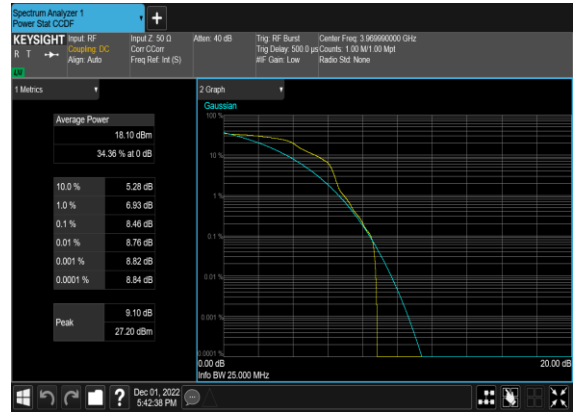 Spectrum Analyzer 1
Power Stat CCDF
+
KEYSIGHT
R T
LW
Input: RF
Coupling: DC
Align: Auto
Input Z: 50 Ω
Corr CCorr
Freq Ref: Int (S)
Atten: 40 dB
Trig: RF Burst
Trig Delay: 500.0 µs
#IF Gain: Low
Center Freq: 3.969990000 GHz
Counts: 1.00 M/1.00 Mpt
Radio Std: None
1 Metrics
Average Power
18.10 dBm
34.36 % at 0 dB
10.0 % 5.28 dB
1.0 % 6.93 dB
0.1 % 8.46 dB
0.01 % 8.76 dB
0.001 % 8.82 dB
0.0001 % 8.84 dB
Peak
9.10 dB
27.20 dBm
2 Graph
Gaussian
100 %
10 %
1 %
0.1 %
0.01 %
0.001 %
0.0001 %
0.00 dB 20.00 dB
Info BW 25.000 MHz
?
Dec 01, 2022
5:42:38 PM